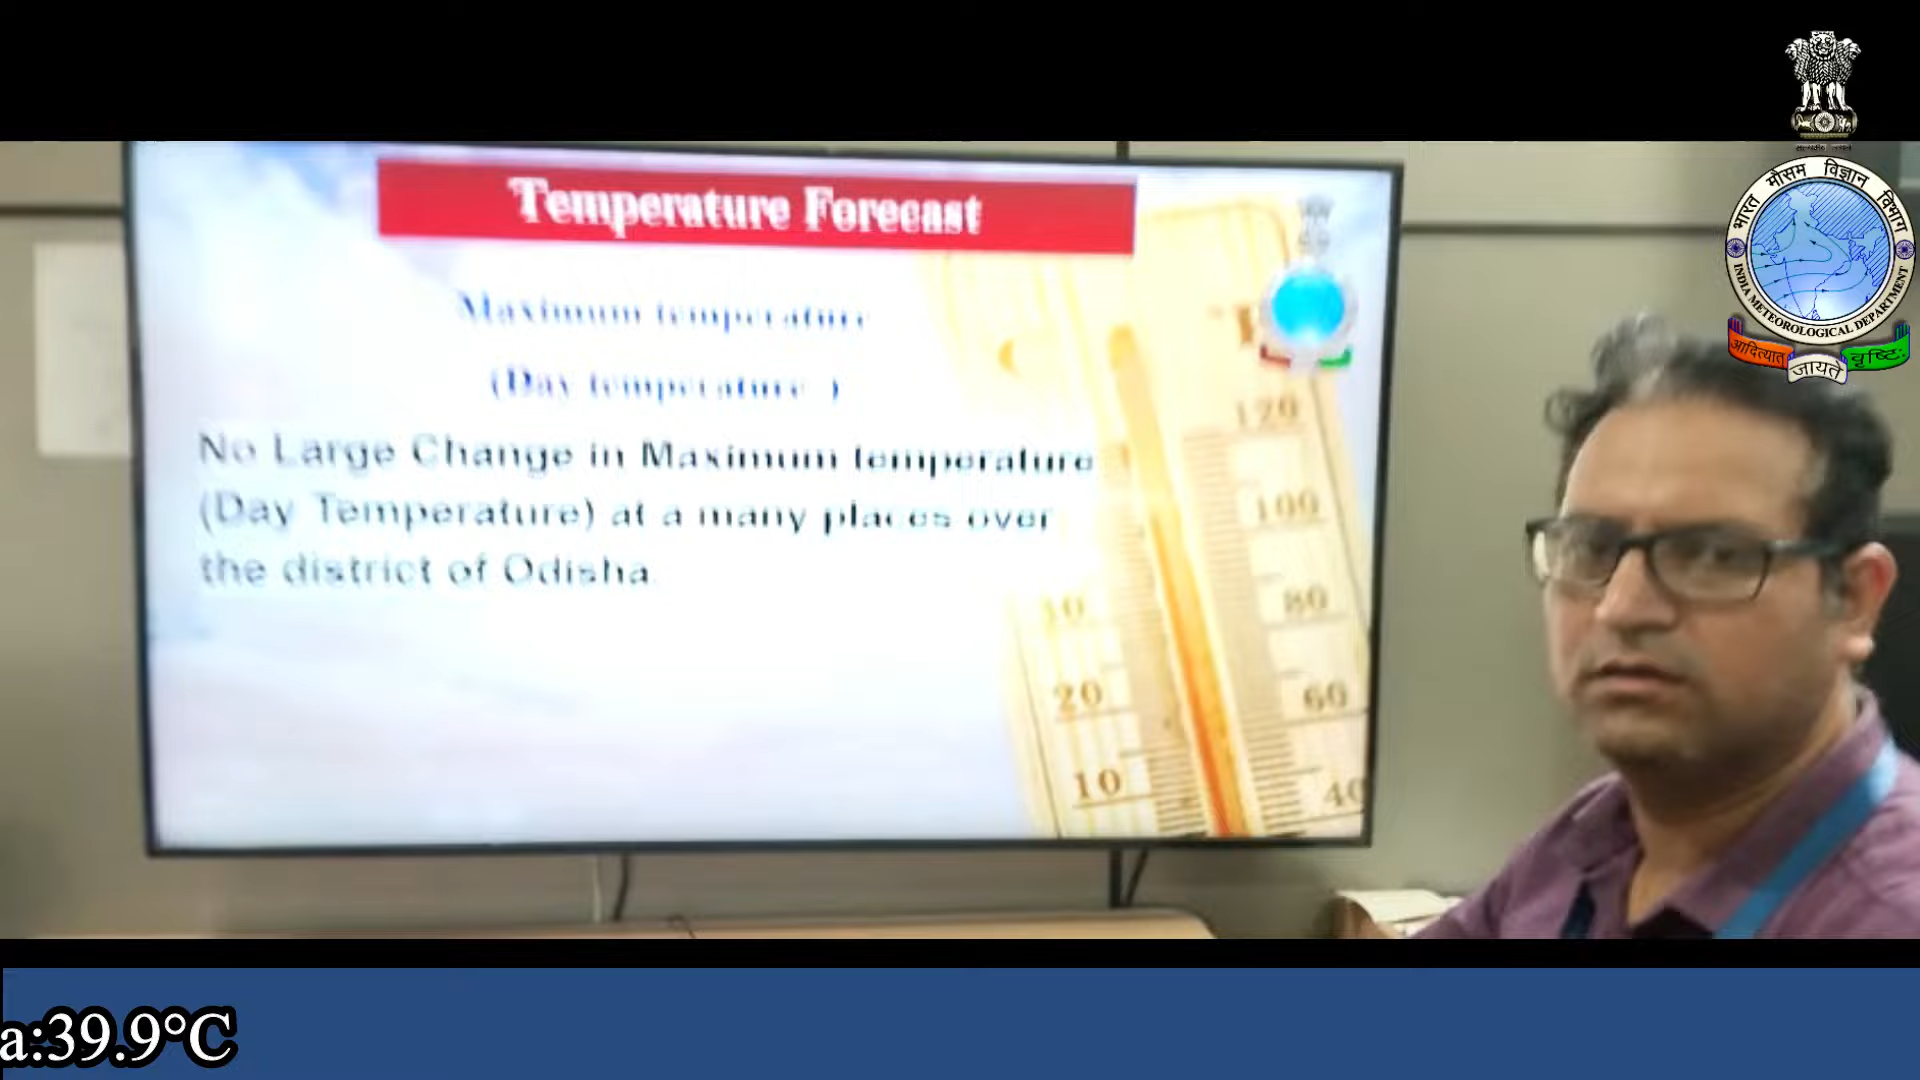 Temperature Forecast
Maximum temperature
(Day temperature )
No Large Change in Maximum temperature
(Day Temperature) at a many places over
the district of Odisha.
120
100
80
20
60
10
40
भारत मौसम विज्ञान विभाग
INDIA METEOROLOGICAL DEPARTMENT
आदित्यात् जायते वृष्टिः
a:39.9°C